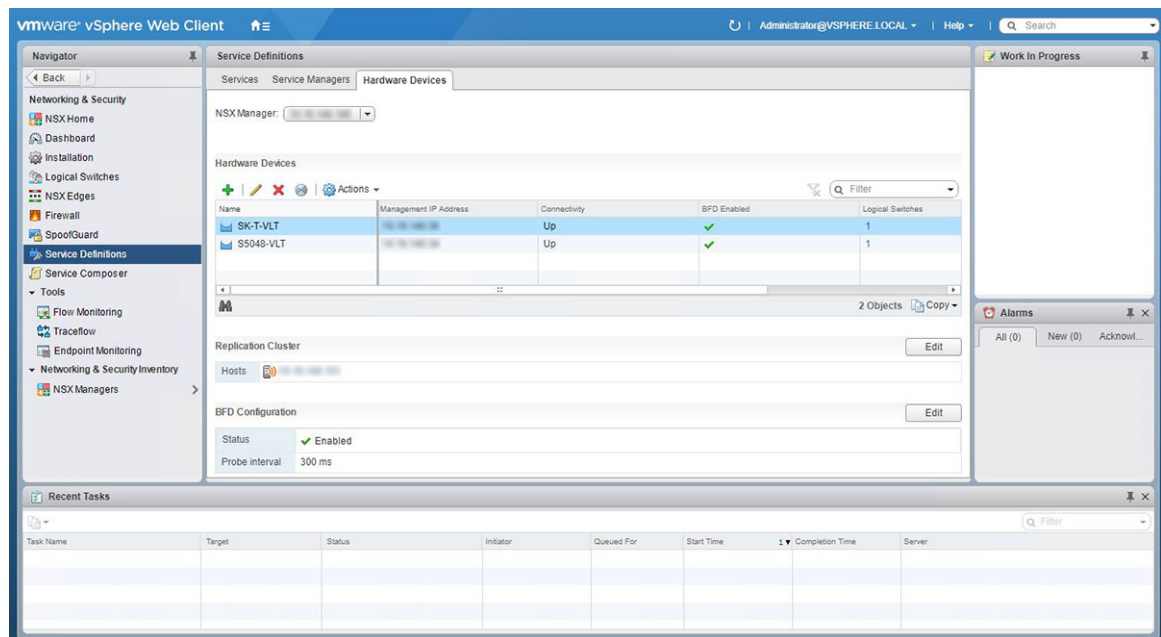 vmware® vSphere Web Client
Administrator@VSPHERE.LOCAL | Help | Search
Navigator
Back
Networking & Security
NSX Home
Dashboard
Installation
Logical Switches
NSX Edges
Firewall
SpoofGuard
Service Definitions
Service Composer
Tools
Flow Monitoring
Traceflow
Endpoint Monitoring
Networking & Security Inventory
NSX Managers
Service Definitions
Services Service Managers Hardware Devices
NSX Manager:
Hardware Devices
Actions Filter
Name Management IP Address Connectivity BFD Enabled Logical Switches
SK-T-VLT Up 1
S5048-VLT Up 1
2 Objects Copy
Replication Cluster Edit
Hosts
BFD Configuration Edit
Status Enabled
Probe interval 300 ms
Work In Progress
Alarms
All (0) New (0) Acknowl...
Recent Tasks
Filter
Task Name Target Status Initiator Queued For Start Time 1 Completion Time Server